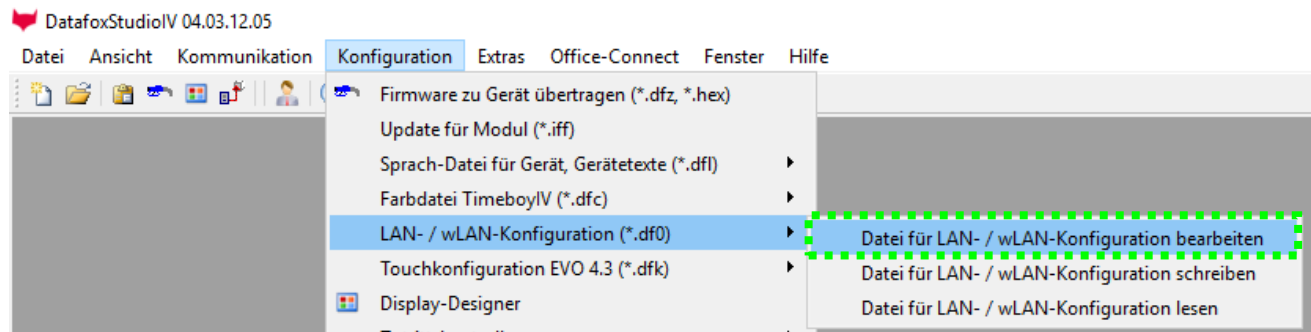 DatafoxStudioIV 04.03.12.05
Datei Ansicht Kommunikation Konfiguration Extras Office-Connect Fenster Hilfe
Firmware zu Gerät übertragen (*.dfz, *.hex)
Update für Modul (*.iff)
Sprach-Datei für Gerät, Gerätetexte (*.dfl)
Farbdatei TimeboyIV (*.dfc)
LAN- / wLAN-Konfiguration (*.df0)
Datei für LAN- / wLAN-Konfiguration bearbeiten
Touchkonfiguration EVO 4.3 (*.dfk)
Datei für LAN- / wLAN-Konfiguration schreiben
Display-Designer
Datei für LAN- / wLAN-Konfiguration lesen